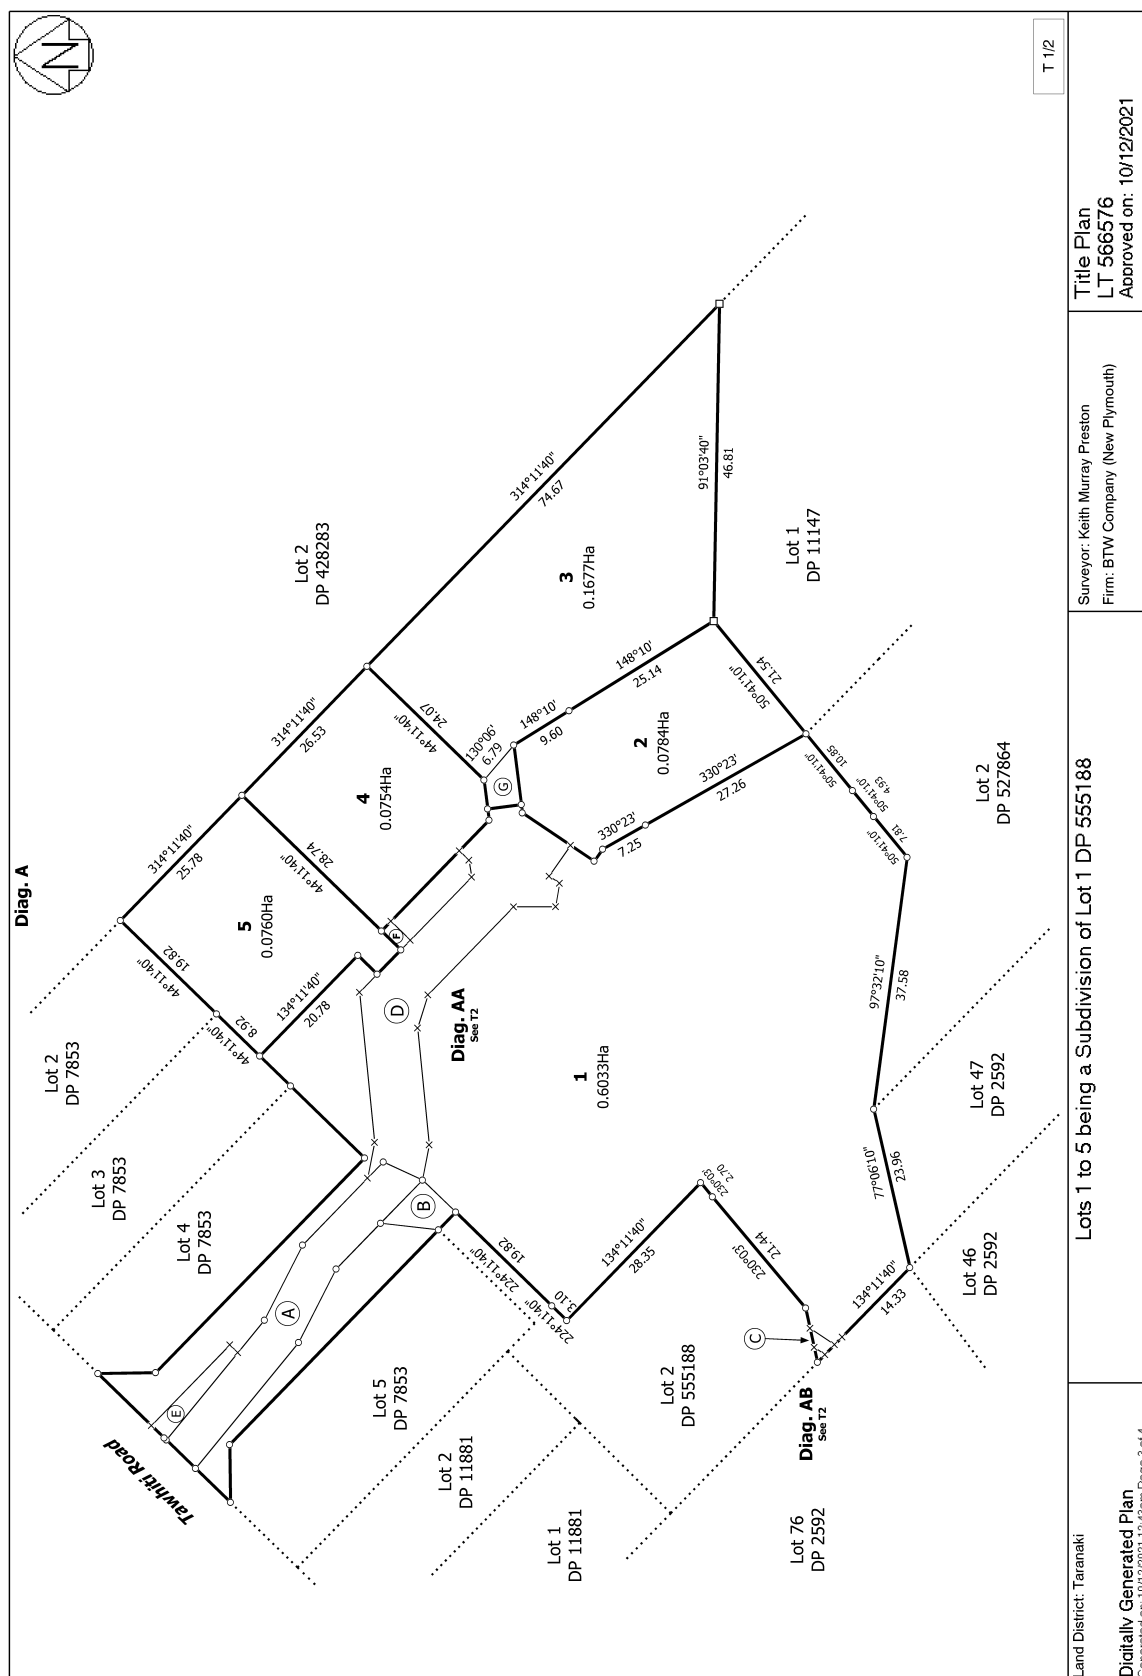 Diag. A
N
T 1/2
Tawhiti Road
Lot 2
DP 7853
Lot 3
DP 7853
Lot 4
DP 7853
Lot 5
DP 7853
Lot 2
DP 11881
Lot 1
DP 11881
Lot 2
DP 555188
Lot 76
DP 2592
Lot 46
DP 2592
Lot 47
DP 2592
Lot 2
DP 527864
Lot 1
DP 11147
Lot 2
DP 428283
5
0.0760Ha
4
0.0754Ha
3
0.1677Ha
2
0.0784Ha
1
0.6033Ha
A
B
C
D
E
F
G
Diag. AA
See T2
Diag. AB
See T2
44°11'40"
19.82
44°11'40"
8.92
134°11'40"
20.78
314°11'40"
25.78
44°11'40"
28.74
314°11'40"
26.53
44°11'40"
24.07
314°11'40"
74.67
91°03'40"
46.81
130°06'
6.79
148°10'
9.60
148°10'
25.14
330°23'
7.25
330°23'
27.26
50°41'10"
21.54
50°41'10"
10.85
50°41'10"
4.93
50°41'10"
7.81
97°32'10"
37.58
77°06'10"
23.96
134°11'40"
14.33
230°03'
21.44
230°03'
2.70
134°11'40"
28.35
224°11'40"
3.10
224°11'40"
19.82
Land District: Taranaki
Digitally Generated Plan
Generated on: 10/12/2021 12:43pm Page 3 of 4
Lots 1 to 5 being a Subdivision of Lot 1 DP 555188
Surveyor: Keith Murray Preston
Firm: BTW Company (New Plymouth)
Title Plan
LT 566576
Approved on: 10/12/2021